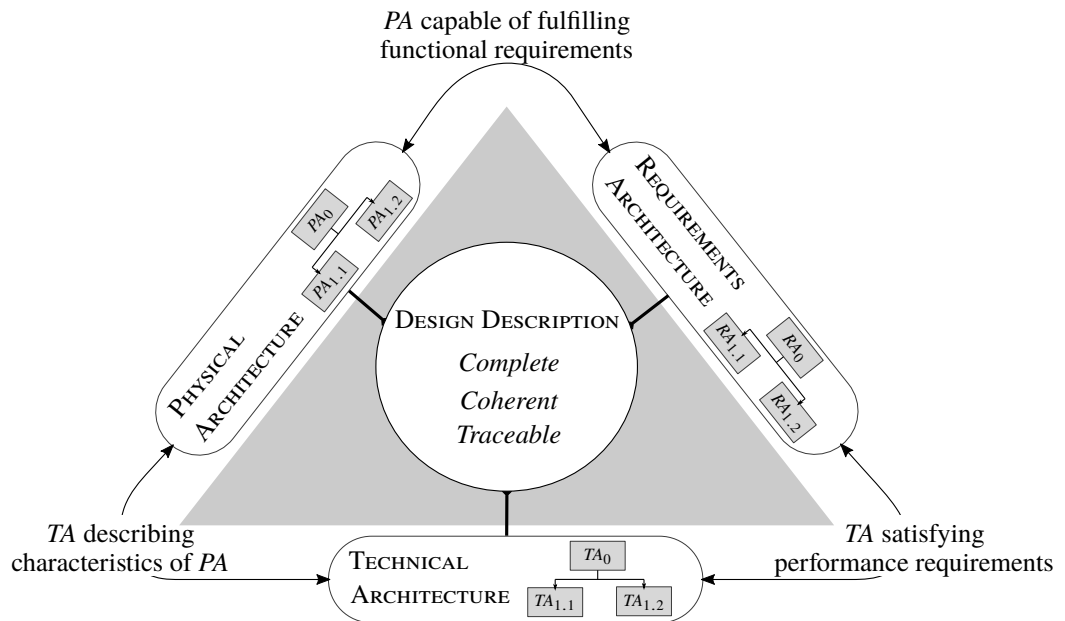 PA capable of fulfilling
functional requirements
PHYSICAL
ARCHITECTURE
PA0
PA1.1
PA1.2
REQUIREMENTS
ARCHITECTURE
RA0
RA1.1
RA1.2
DESIGN DESCRIPTION
Complete
Coherent
Traceable
TA describing
characteristics of PA
TA satisfying
performance requirements
TECHNICAL
ARCHITECTURE
TA0
TA1.1
TA1.2